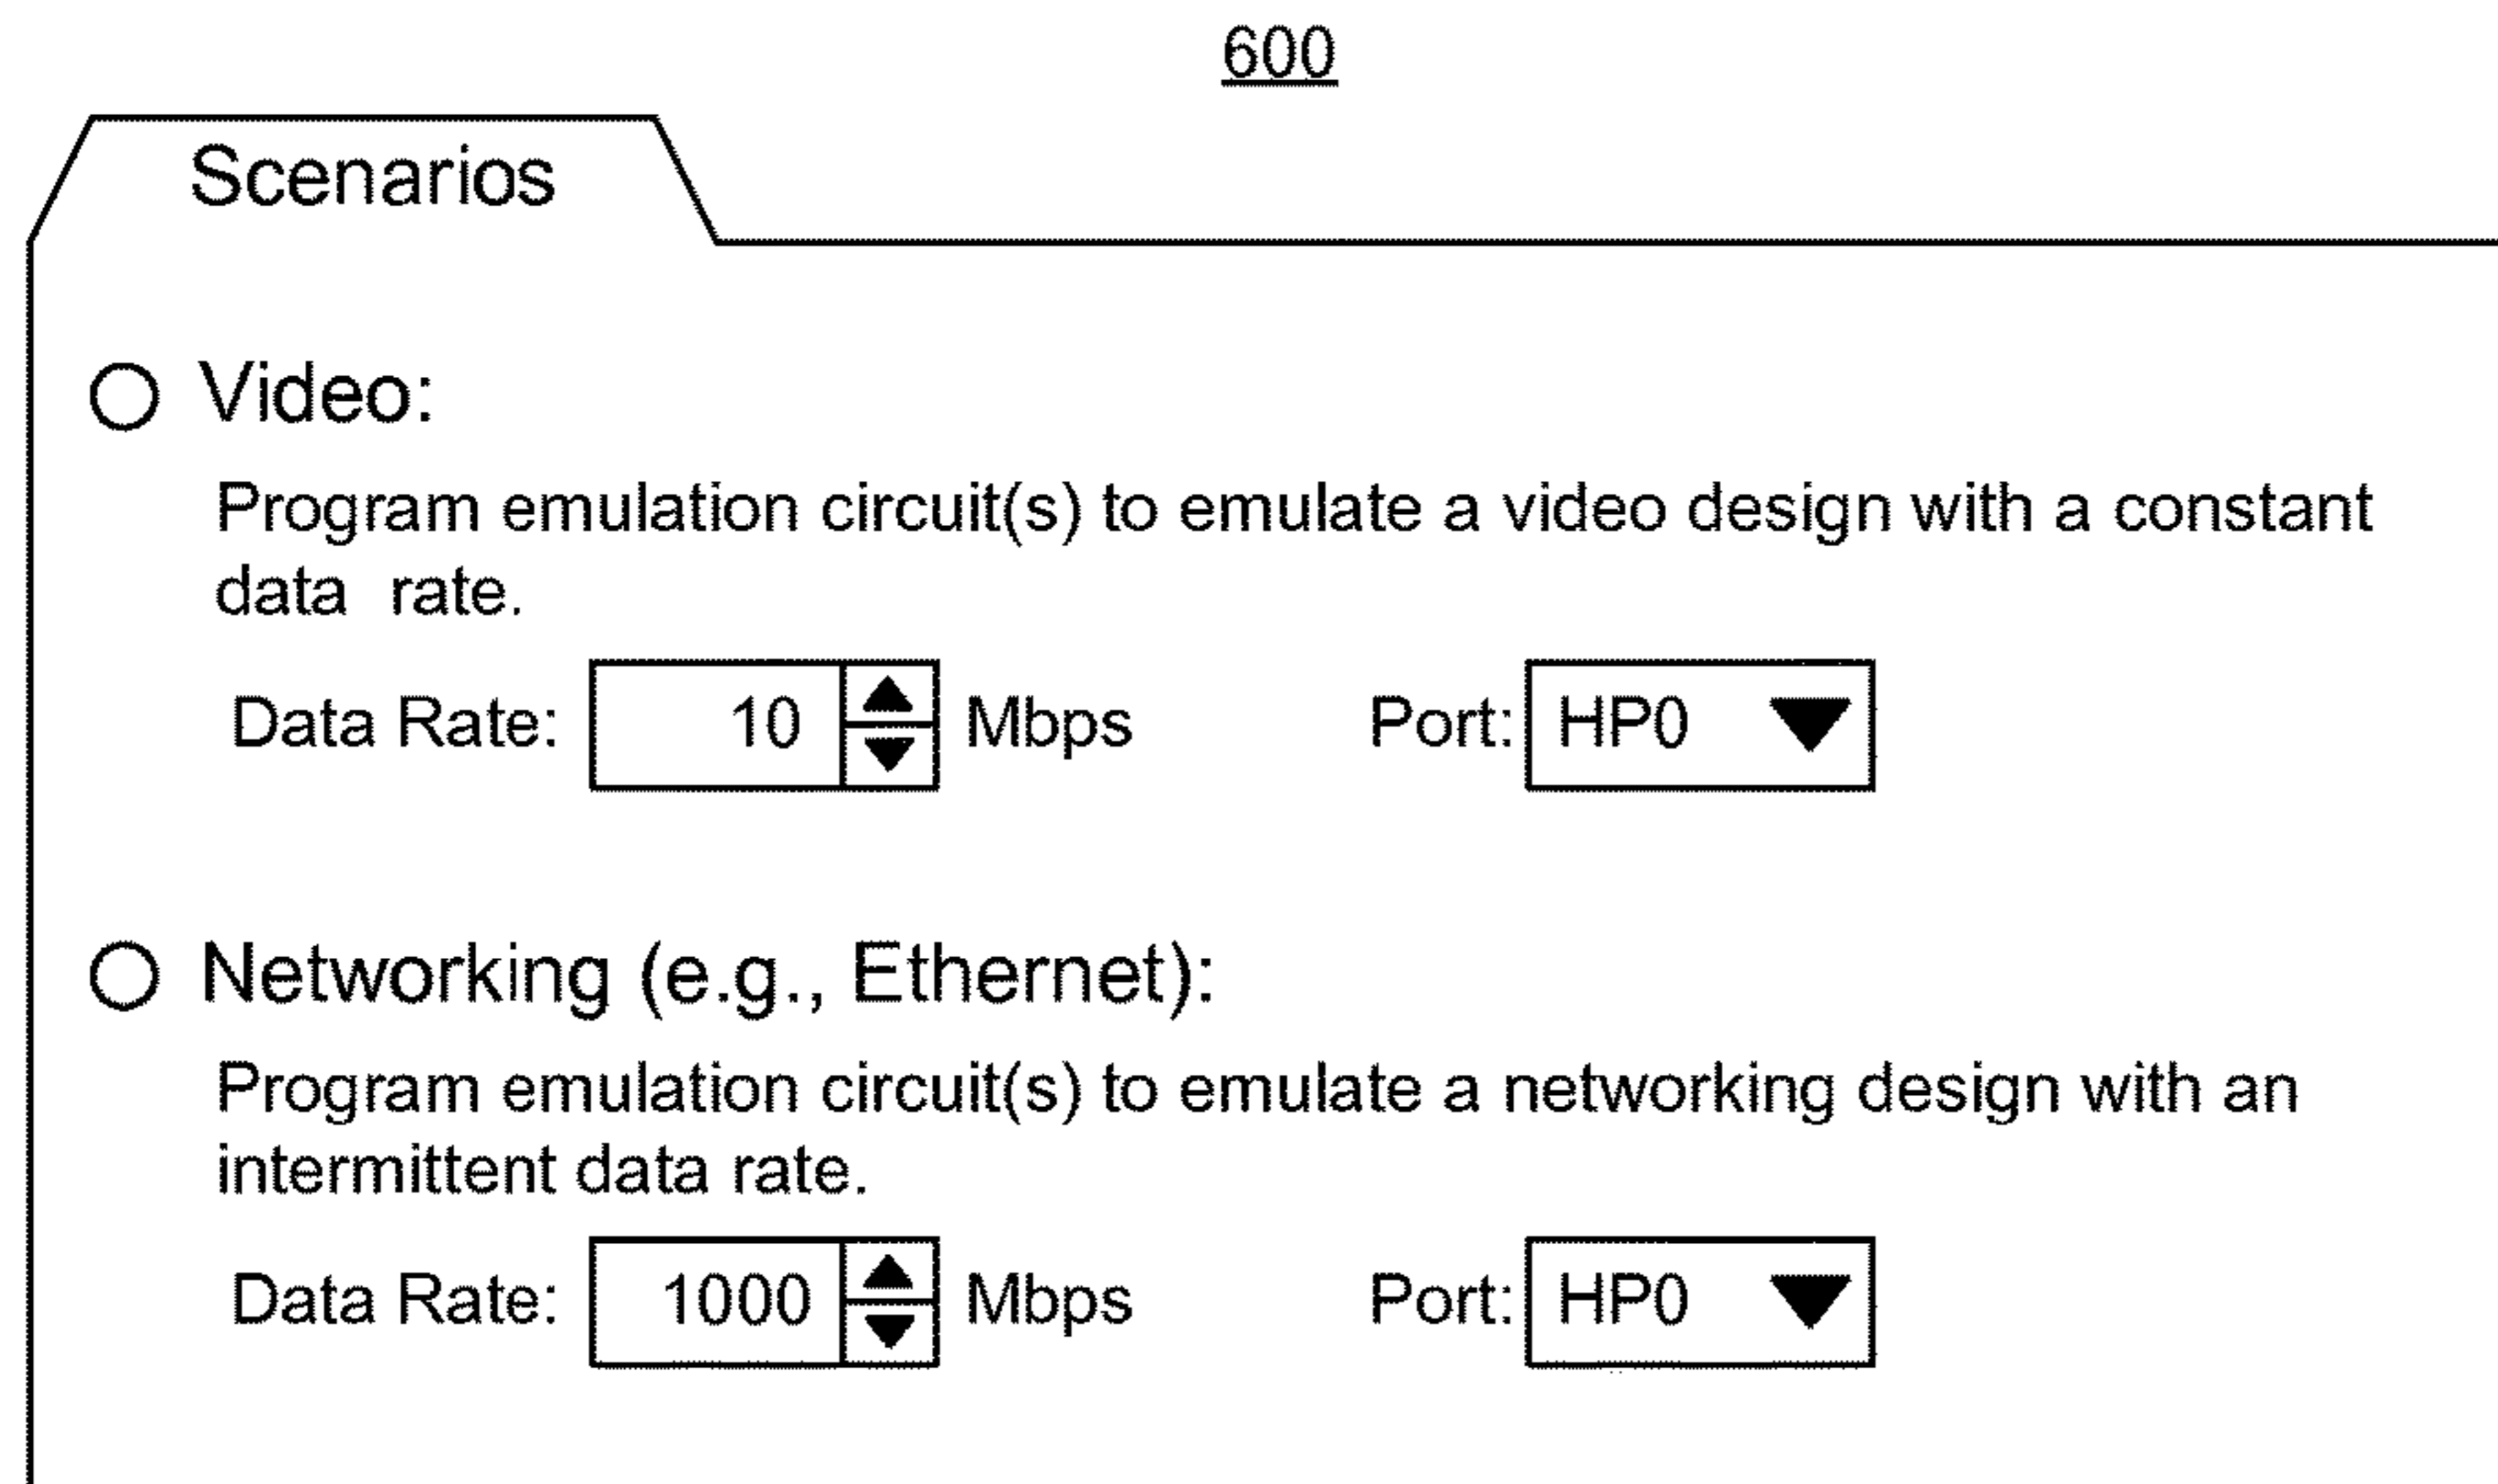 600
Scenarios
Video:
Program emulation circuit(s) to emulate a video design with a constant
data rate.
Data Rate: 10 Mbps Port: HP0
Networking (e.g., Ethernet):
Program emulation circuit(s) to emulate a networking design with an
intermittent data rate.
Data Rate: 1000 Mbps Port: HP0